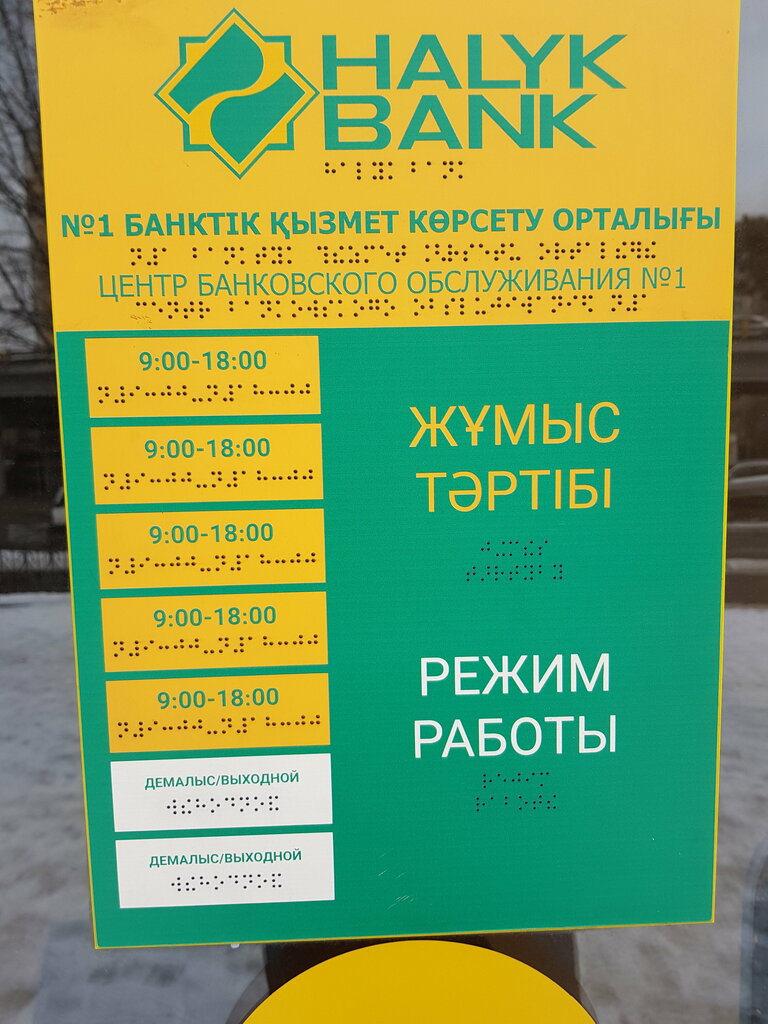 HALYK
BANK
№1 БАНКТІК ҚЫЗМЕТ КӨРСЕТУ ОРТАЛЫҒЫ
ЦЕНТР БАНКОВСКОГО ОБСЛУЖИВАНИЯ №1
9:00-18:00
9:00-18:00
9:00-18:00
9:00-18:00
9:00-18:00
ДЕМАЛЫС/ВЫХОДНОЙ
ДЕМАЛЫС/ВЫХОДНОЙ
ЖҰМЫС
ТӘРТІБІ
РЕЖИМ
РАБОТЫ